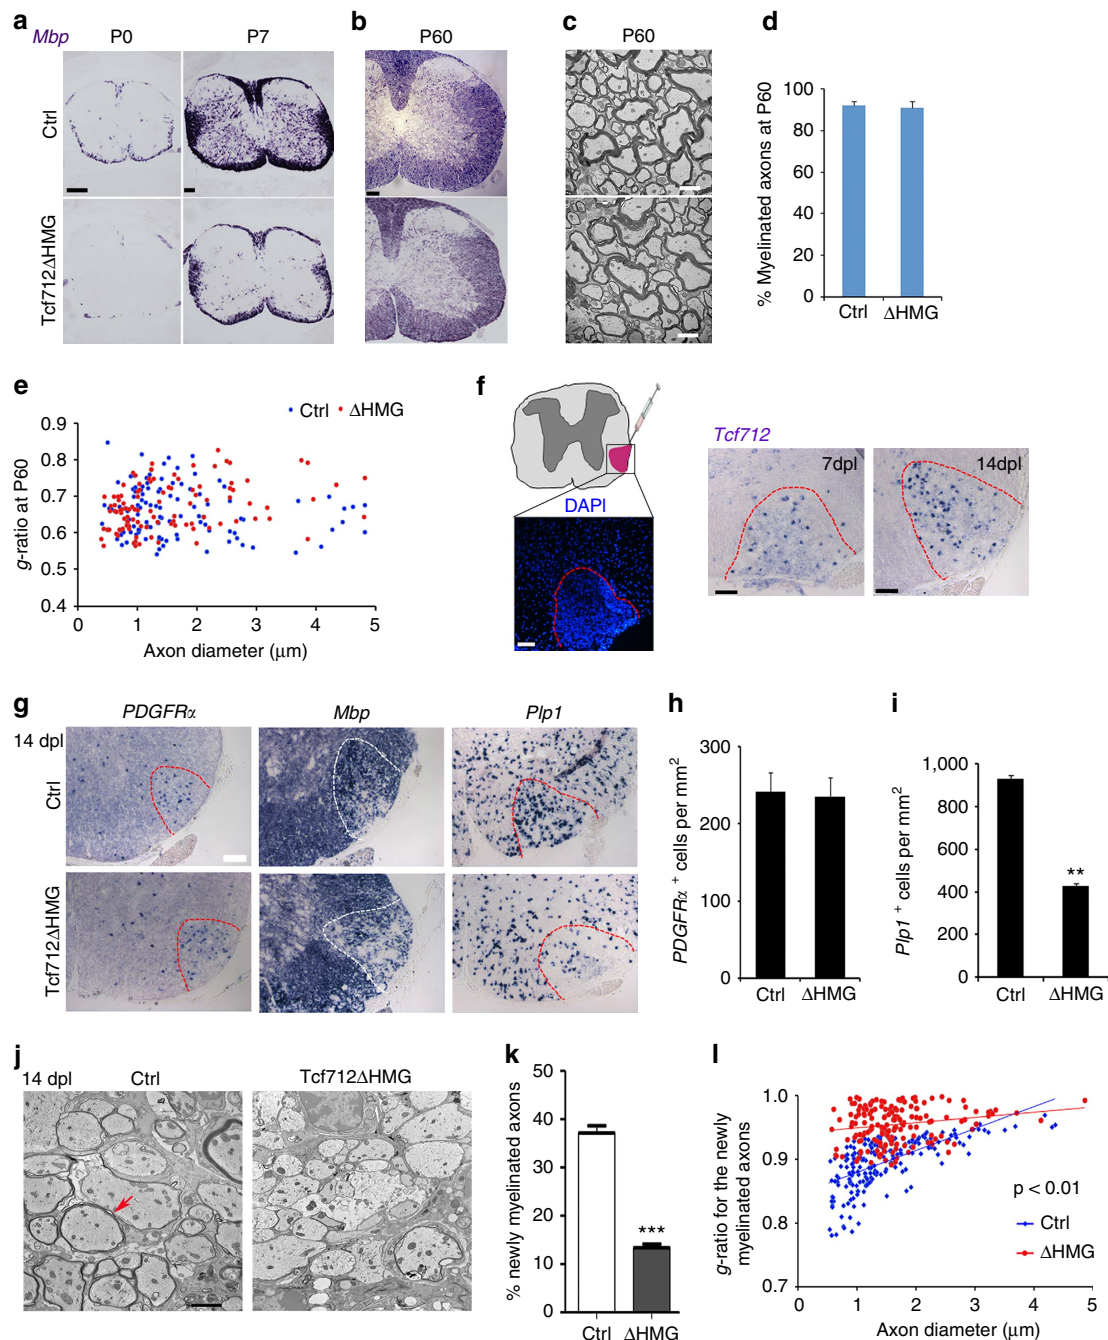 a
Mbp
P0
P7
Ctrl
Tcf712ΔHMG
b
P60
c
P60
d
% Myelinated axons at P60
100
80
60
40
20
0
Ctrl
ΔHMG
e
Ctrl
ΔHMG
g-ratio at P60
0.9
0.8
0.7
0.6
0.5
0.4
0
1
2
3
4
5
Axon diameter (μm)
f
DAPI
Tcf712
7dpl
14dpl
g
PDGFRα
Mbp
Plp1
14 dpl
Ctrl
Tcf712ΔHMG
h
PDGFRα + cells per mm2
300
200
100
0
Ctrl
ΔHMG
i
Plp1 + cells per mm2
1,000
800
600
400
200
0
**
Ctrl
ΔHMG
j
14 dpl
Ctrl
Tcf712ΔHMG
k
% newly myelinated axons
50
40
30
20
10
0
***
Ctrl
ΔHMG
l
g-ratio for the newly
myelinated axons
1.0
0.9
0.8
0.7
p < 0.01
Ctrl
ΔHMG
0
1
2
3
4
5
Axon diameter (μm)